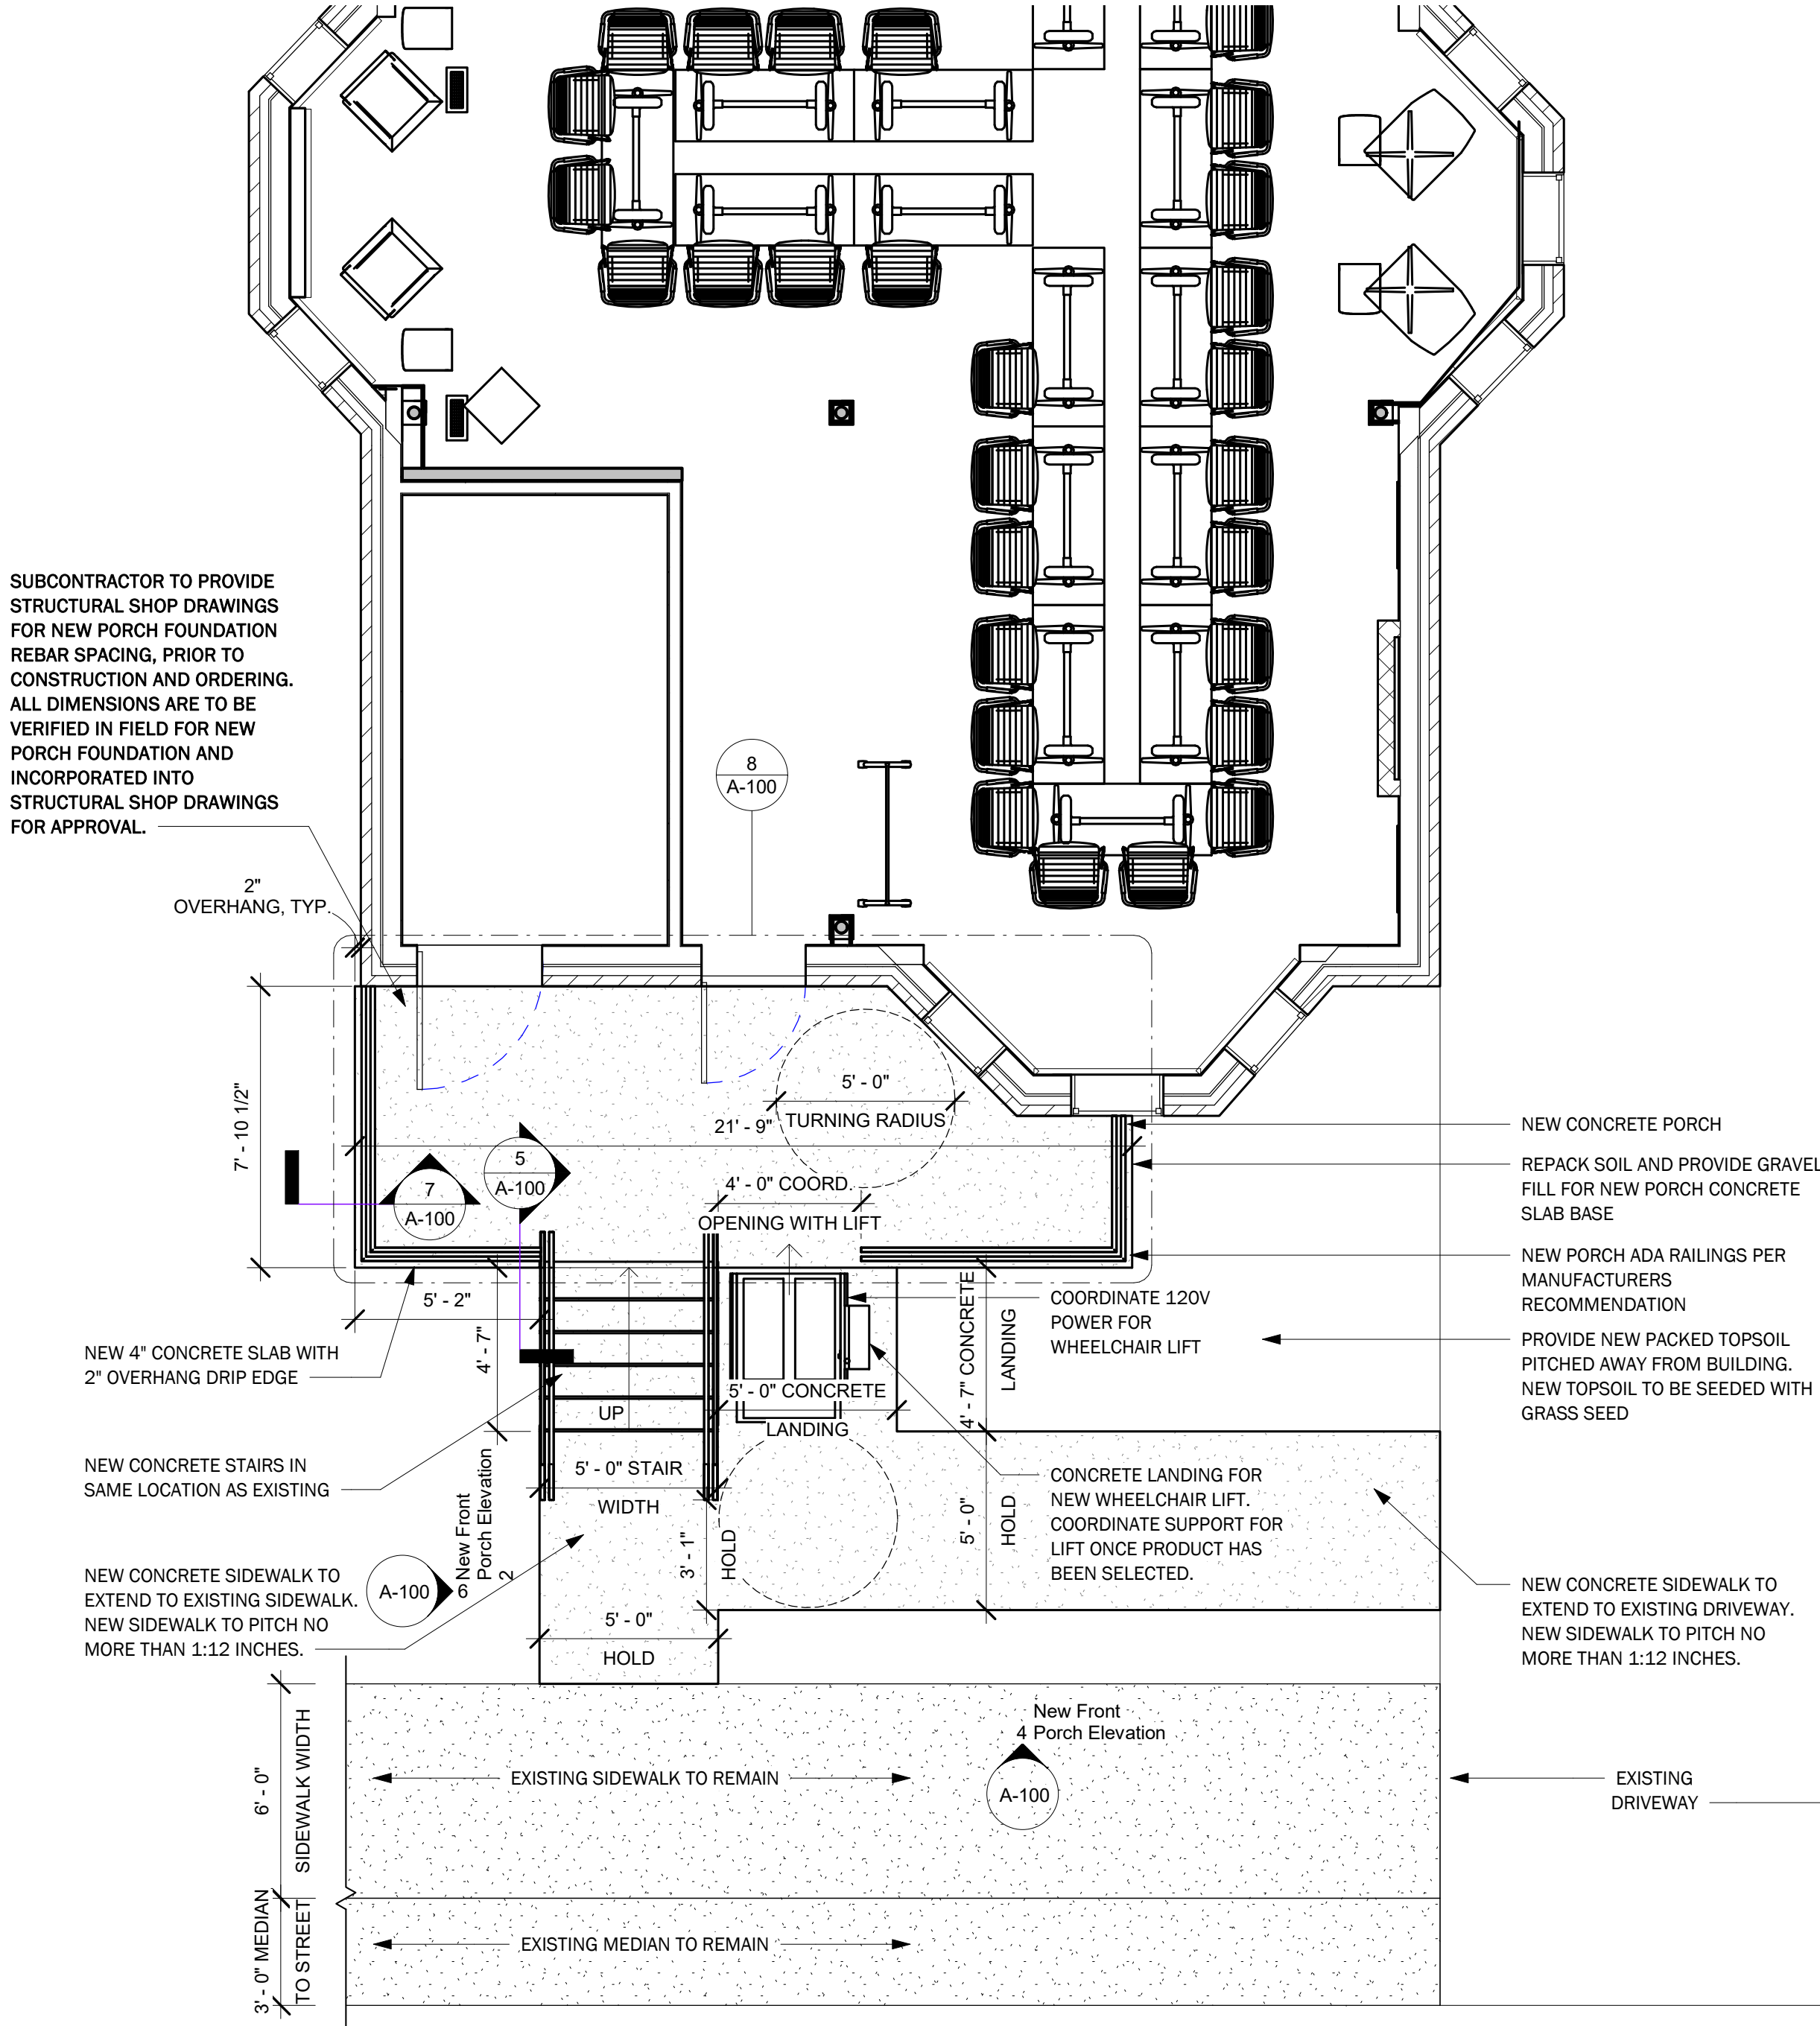 SUBCONTRACTOR TO PROVIDE
STRUCTURAL SHOP DRAWINGS
FOR NEW PORCH FOUNDATION
REBAR SPACING, PRIOR TO
CONSTRUCTION AND ORDERING.
ALL DIMENSIONS ARE TO BE
VERIFIED IN FIELD FOR NEW
PORCH FOUNDATION AND
INCORPORATED INTO
STRUCTURAL SHOP DRAWINGS
FOR APPROVAL.
8
A-100
2"
OVERHANG, TYP.
7' - 10 1/2"
5' - 0"
TURNING RADIUS
21' - 9"
5
A-100
7
A-100
4' - 0" COORD.
OPENING WITH LIFT
NEW CONCRETE PORCH
REPACK SOIL AND PROVIDE GRAVEL
FILL FOR NEW PORCH CONCRETE
SLAB BASE
NEW PORCH ADA RAILINGS PER
MANUFACTURERS
RECOMMENDATION
PROVIDE NEW PACKED TOPSOIL
PITCHED AWAY FROM BUILDING.
NEW TOPSOIL TO BE SEEDED WITH
GRASS SEED
5' - 2"
4' - 7"
COORDINATE 120V
POWER FOR
WHEELCHAIR LIFT
4' - 7" CONCRETE
LANDING
NEW 4" CONCRETE SLAB WITH
2" OVERHANG DRIP EDGE
5' - 0" CONCRETE
LANDING
UP
NEW CONCRETE STAIRS IN
SAME LOCATION AS EXISTING
5' - 0" STAIR
WIDTH
CONCRETE LANDING FOR
NEW WHEELCHAIR LIFT.
COORDINATE SUPPORT FOR
LIFT ONCE PRODUCT HAS
BEEN SELECTED.
5' - 0"
HOLD
3' - 1"
HOLD
New Front
Porch Elevation
2
A-100
6
NEW CONCRETE SIDEWALK TO
EXTEND TO EXISTING SIDEWALK.
NEW SIDEWALK TO PITCH NO
MORE THAN 1:12 INCHES.
NEW CONCRETE SIDEWALK TO
EXTEND TO EXISTING DRIVEWAY.
NEW SIDEWALK TO PITCH NO
MORE THAN 1:12 INCHES.
5' - 0"
HOLD
6' - 0"
SIDEWALK WIDTH
New Front
4 Porch Elevation
A-100
EXISTING SIDEWALK TO REMAIN
EXISTING
DRIVEWAY
3' - 0" MEDIAN
TO STREET
EXISTING MEDIAN TO REMAIN